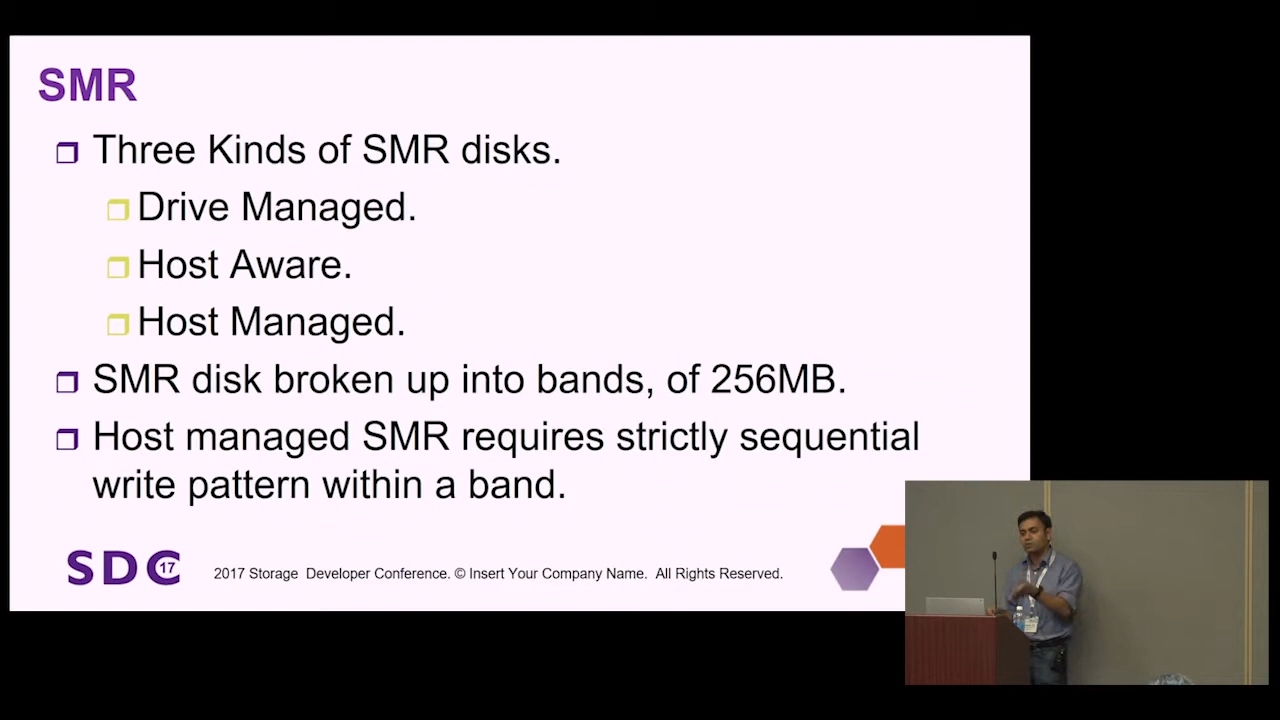 SMR
Three Kinds of SMR disks.
Drive Managed.
Host Aware.
Host Managed.
SMR disk broken up into bands, of 256MB.
Host managed SMR requires strictly sequential
write pattern within a band.
SDC 17
2017 Storage Developer Conference. © Insert Your Company Name. All Rights Reserved.